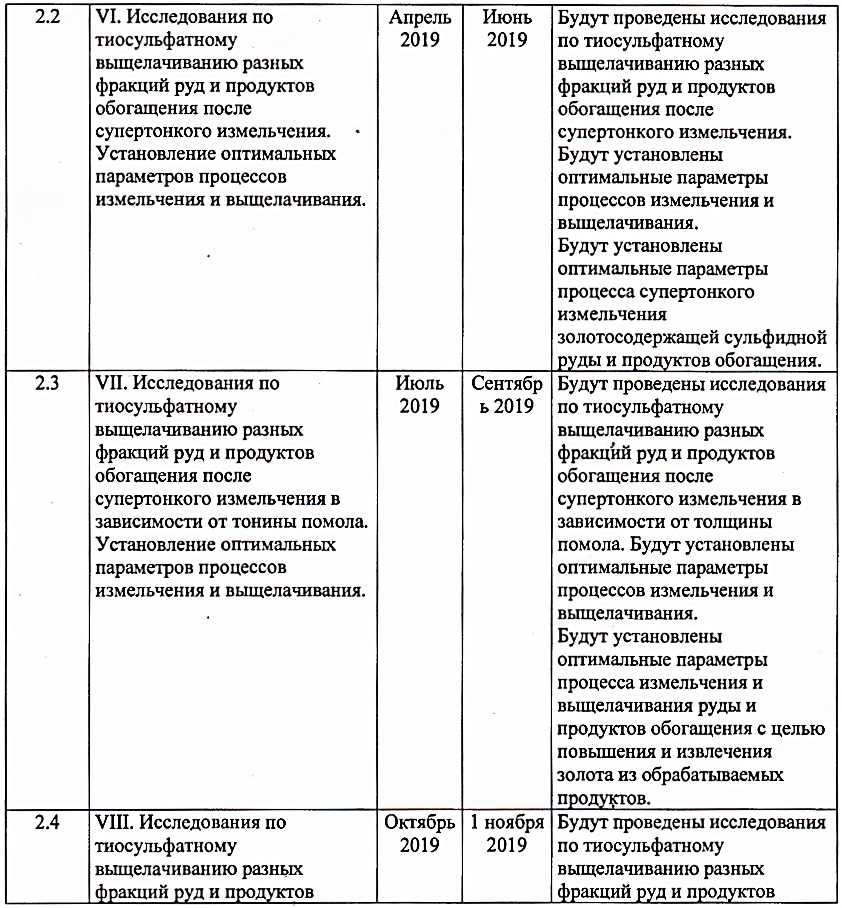 2.2
VI. Исследования по
тиосульфатному
выщелачиванию разных
фракций руд и продуктов
обогащения после
супертонкого измельчения.
Установление оптимальных
параметров процессов
измельчения и выщелачивания.
Апрель
2019
Июнь
2019
Будут проведены исследования
по тиосульфатному
выщелачиванию разных
фракций руд и продуктов
обогащения после
супертонкого измельчения.
Будут установлены
оптимальные параметры
процессов измельчения и
выщелачивания.
Будут установлены
оптимальные параметры
процесса супертонкого
измельчения
золотосодержащей сульфидной
руды и продуктов обогащения.
2.3
VII. Исследования по
тиосульфатному
выщелачиванию разных
фракций руд и продуктов
обогащения после
супертонкого измельчения в
зависимости от тонины помола.
Установление оптимальных
параметров процессов
измельчения и выщелачивания.
Июль
2019
Сентябр
ь 2019
Будут проведены исследования
по тиосульфатному
выщелачиванию разных
фракций руд и продуктов
обогащения после
супертонкого измельчения в
зависимости от толщины
помола. Будут установлены
оптимальные параметры
процессов измельчения и
выщелачивания.
Будут установлены
оптимальные параметры
процесса измельчения и
выщелачивания руды и
продуктов обогащения с целью
повышения и извлечения
золота из обрабатываемых
продуктов.
2.4
VIII. Исследования по
тиосульфатному
выщелачиванию разных
фракций руд и продуктов
Октябрь
2019
1 ноября
2019
Будут проведены исследования
по тиосульфатному
выщелачиванию разных
фракций руд и продуктов